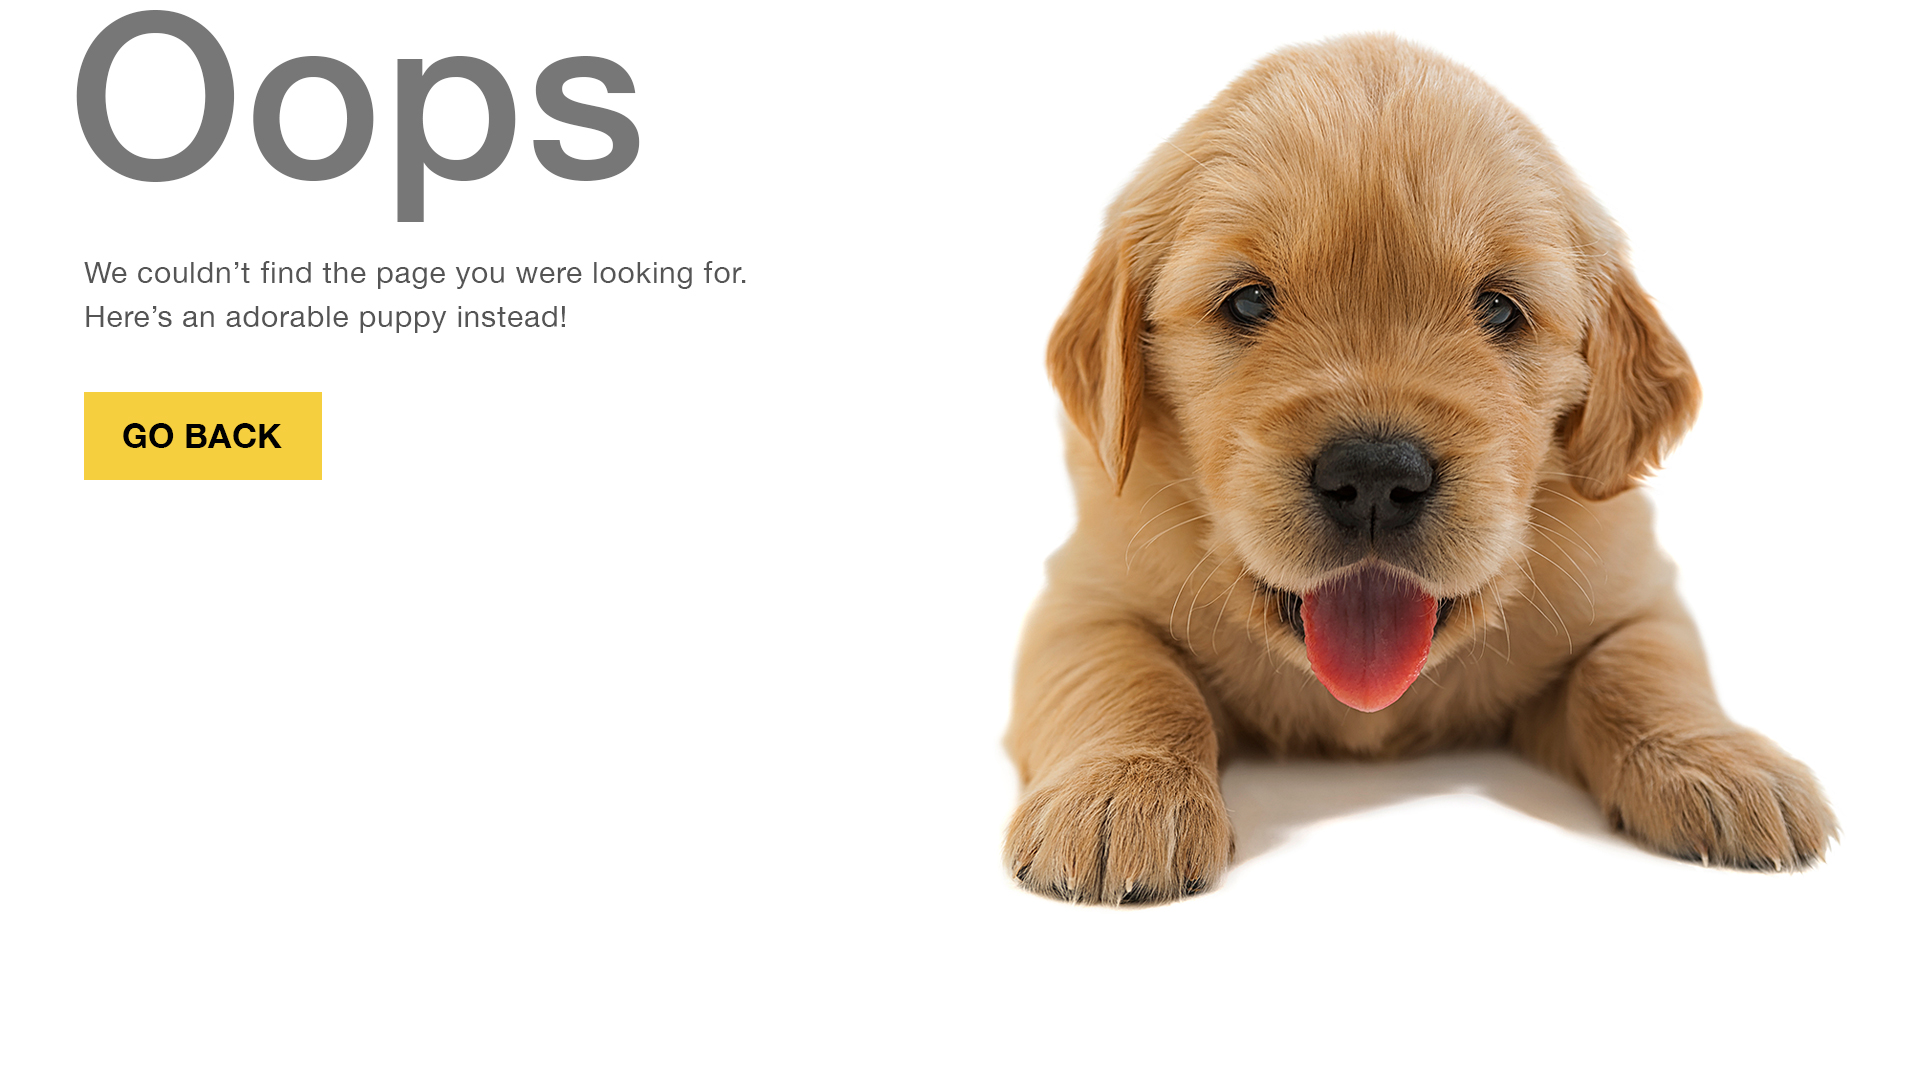 Oops
We couldn’t find the page you were looking for.
Here’s an adorable puppy instead!
GO BACK